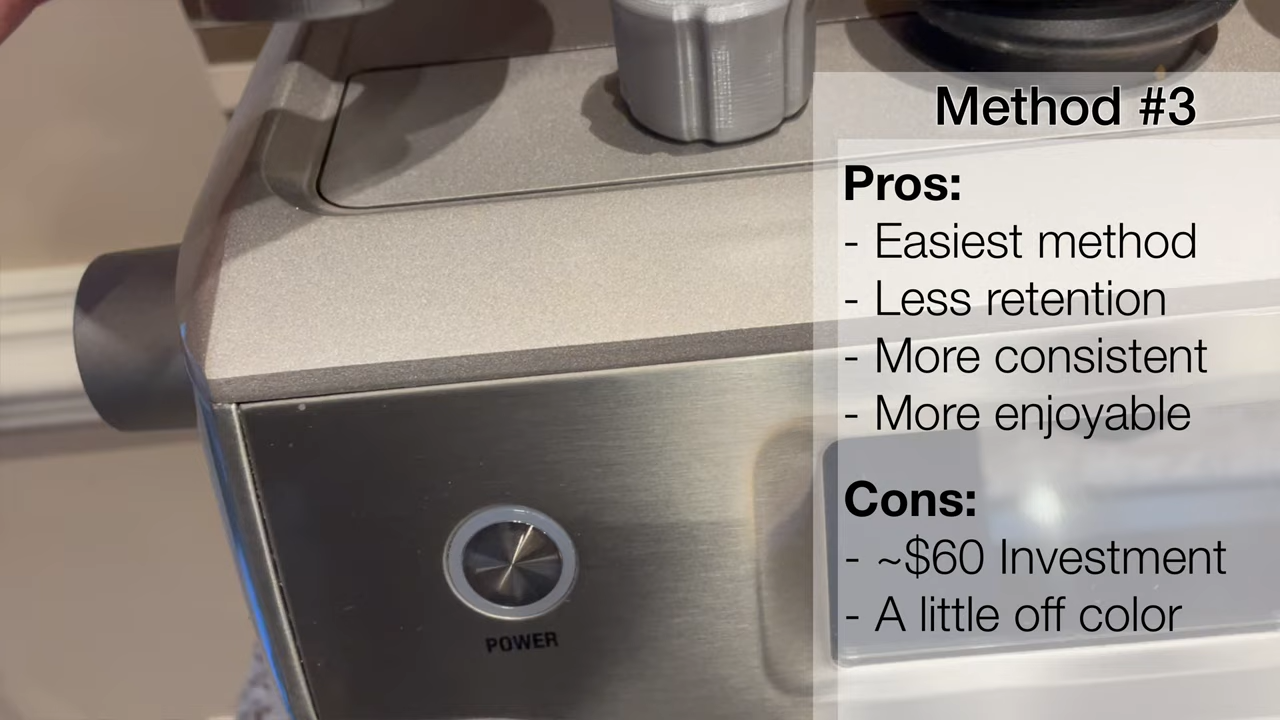 Method #3
Pros:
- Easiest method
- Less retention
- More consistent
- More enjoyable
Cons:
- ~$60 Investment
- A little off color
POWER